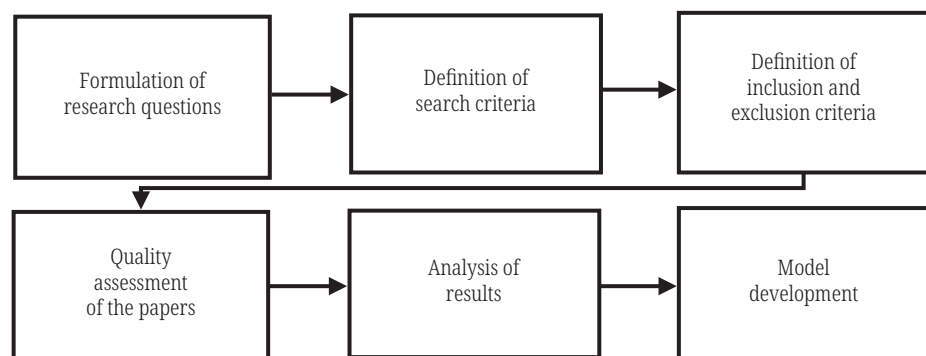 Formulation of
research questions
Definition of
search criteria
Definition of
inclusion and
exclusion criteria
Quality
assessment
of the papers
Analysis of
results
Model
development